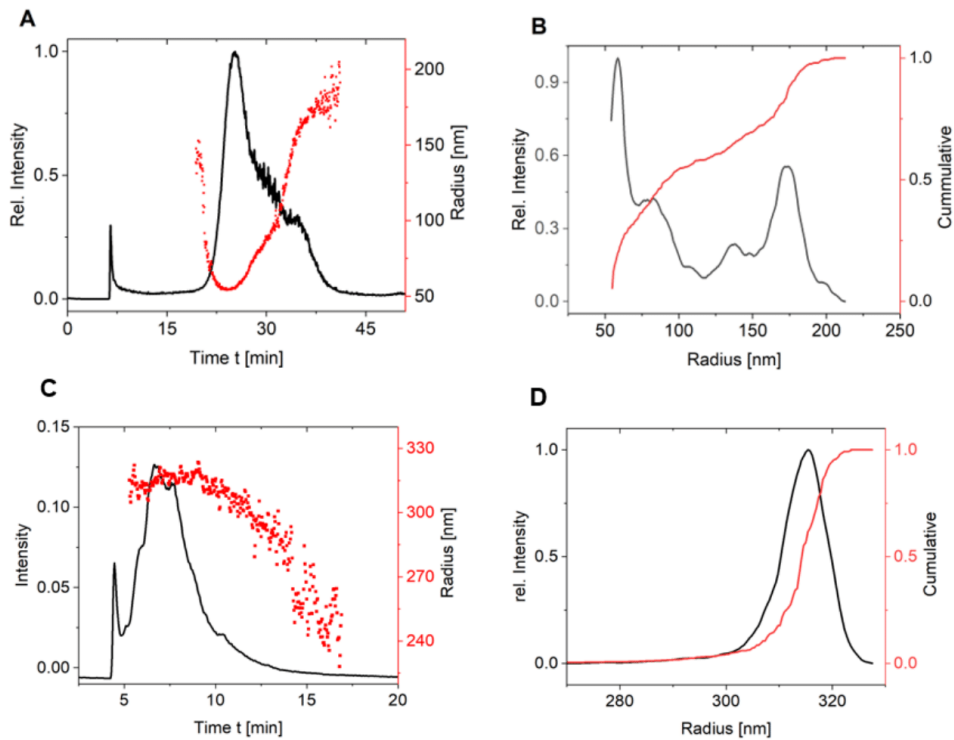 A
Rel. Intensity
1.0
0.5
0.0
0
15
30
45
Time t [min]
200
150
100
50
Radius [nm]
B
Rel. Intensity
0.9
0.6
0.3
0.0
50
100
150
200
250
Radius [nm]
1.0
0.5
0.0
Cummulative
C
Intensity
0.15
0.10
0.05
0.00
5
10
15
20
Time t [min]
330
300
270
240
Radius [nm]
D
rel. Intensity
1.0
0.5
0.0
280
300
320
Radius [nm]
1.0
0.5
0.0
Cumulative